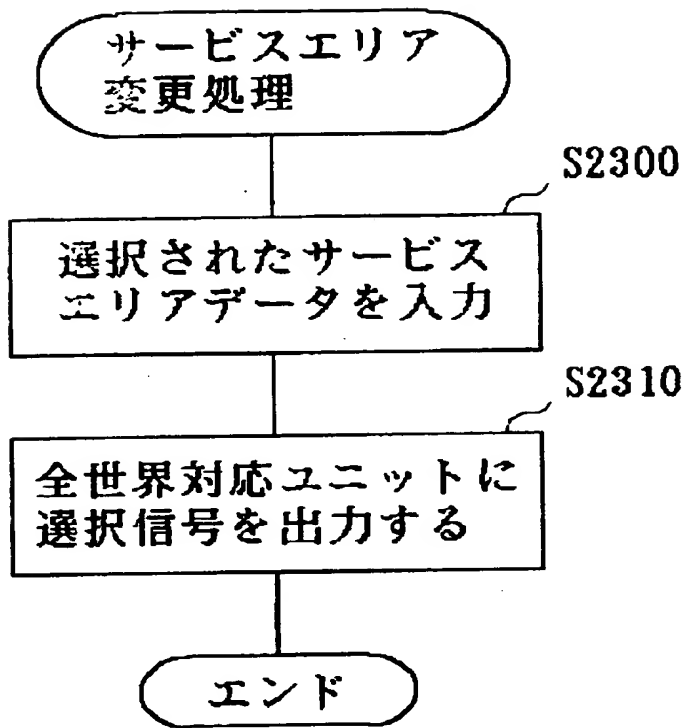 サービスエリア
変更処理
S2300
選択されたサービス
エリアデータを入力
S2310
全世界対応ユニットに
選択信号を出力する
エンド